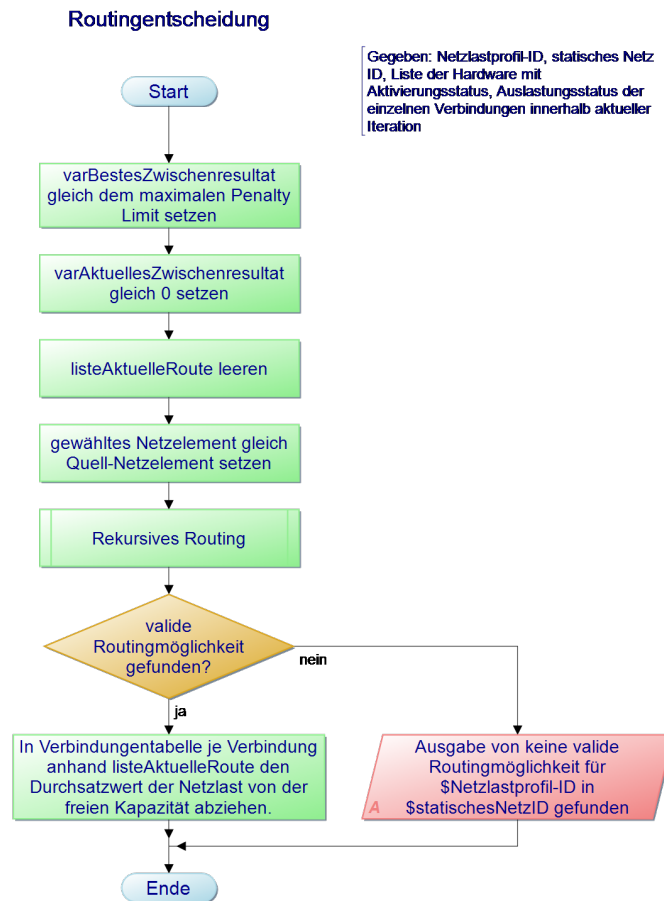 Routingentscheidung
Gegeben: Netzlastprofil-ID, statisches Netz
ID, Liste der Hardware mit
Aktivierungsstatus, Auslastungsstatus der
einzelnen Verbindungen innerhalb aktueller
Iteration
Start
varBestesZwischenresultat
gleich dem maximalen Penalty
Limit setzen
varAktuellesZwischenresultat
gleich 0 setzen
listeAktuelleRoute leeren
gewähltes Netzelement gleich
Quell-Netzelement setzen
Rekursives Routing
valide
Routingmöglichkeit
gefunden?
nein
ja
In Verbindungentabelle je Verbindung
anhand listeAktuelleRoute den
Durchsatzwert der Netzlast von der
freien Kapazität abziehen.
Ausgabe von keine valide
Routingmöglichkeit für
$Netzlastprofil-ID in
$statischesNetzID gefunden
A
Ende